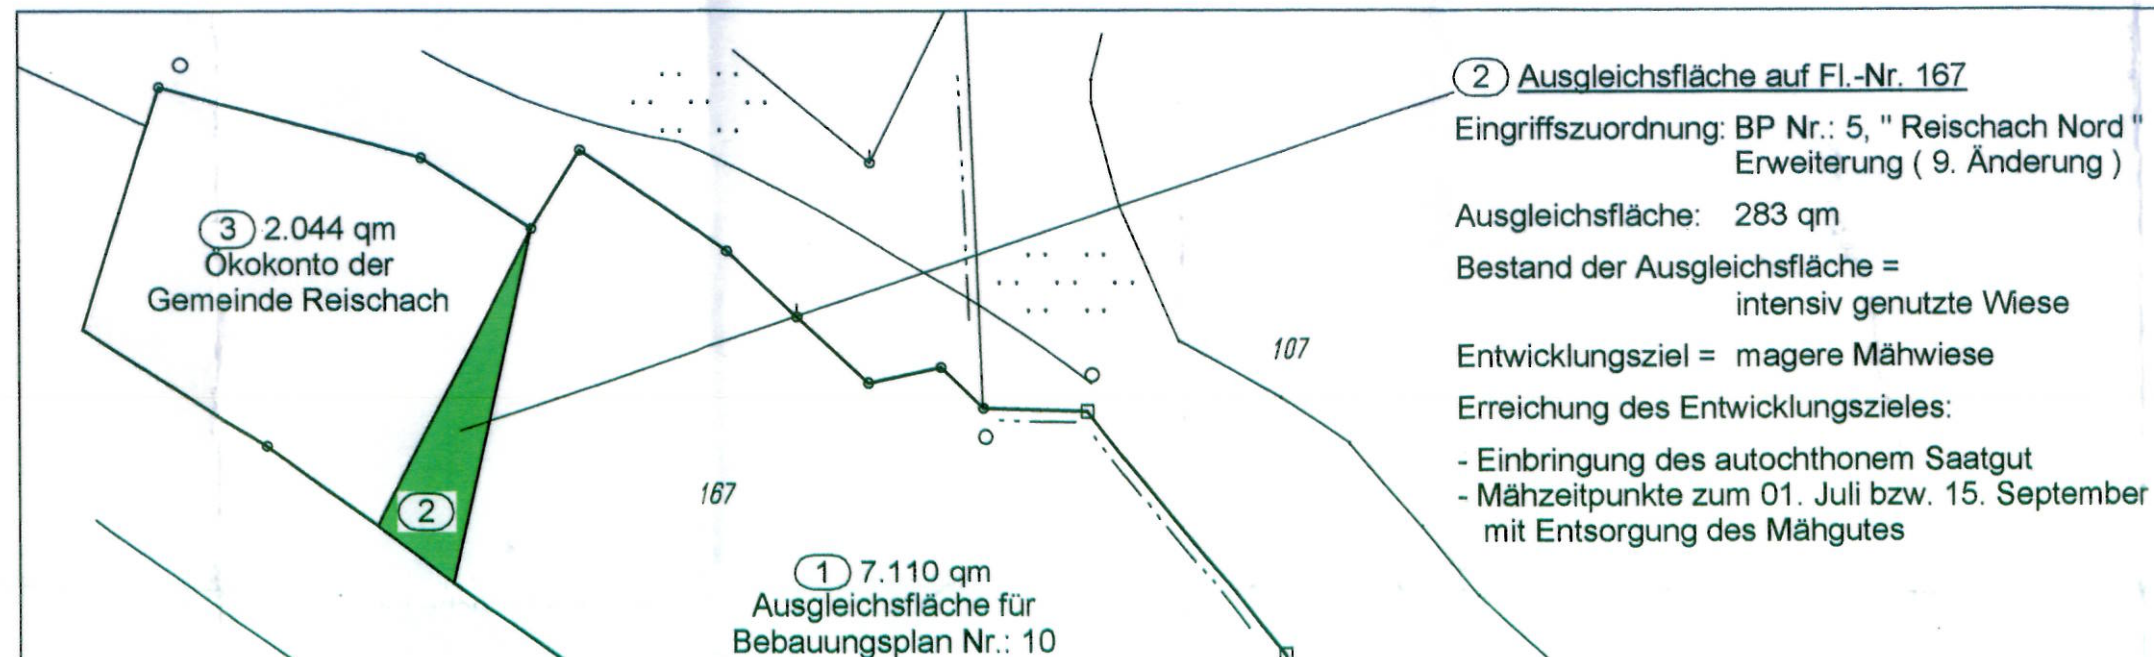 3 2.044 qm
Ökokonto der
Gemeinde Reischach
2
167
1 7.110 qm
Ausgleichsfläche für
Bebauungsplan Nr.: 10
107
2 Ausgleichsfläche auf Fl.-Nr. 167
Eingriffszuordnung: BP Nr.: 5, " Reischach Nord "
Erweiterung ( 9. Änderung )
Ausgleichsfläche: 283 qm
Bestand der Ausgleichsfläche =
intensiv genutzte Wiese
Entwicklungsziel = magere Mähwiese
Erreichung des Entwicklungszieles:
- Einbringung des autochthonem Saatgut
- Mähzeitpunkte zum 01. Juli bzw. 15. September
mit Entsorgung des Mähgutes